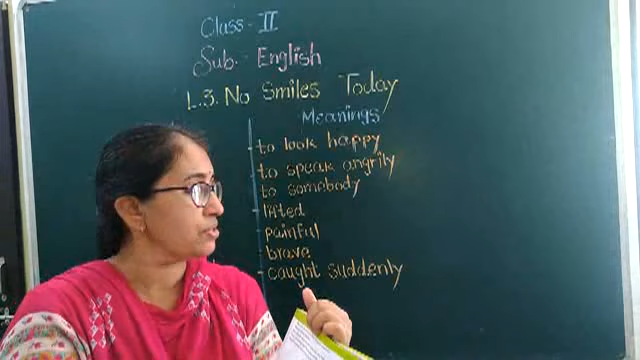 Class - II
Sub. - English
L.3. No Smiles Today
Meanings
to look happy
to speak angrily
to somebody
lifted
painful
brave
caught suddenly